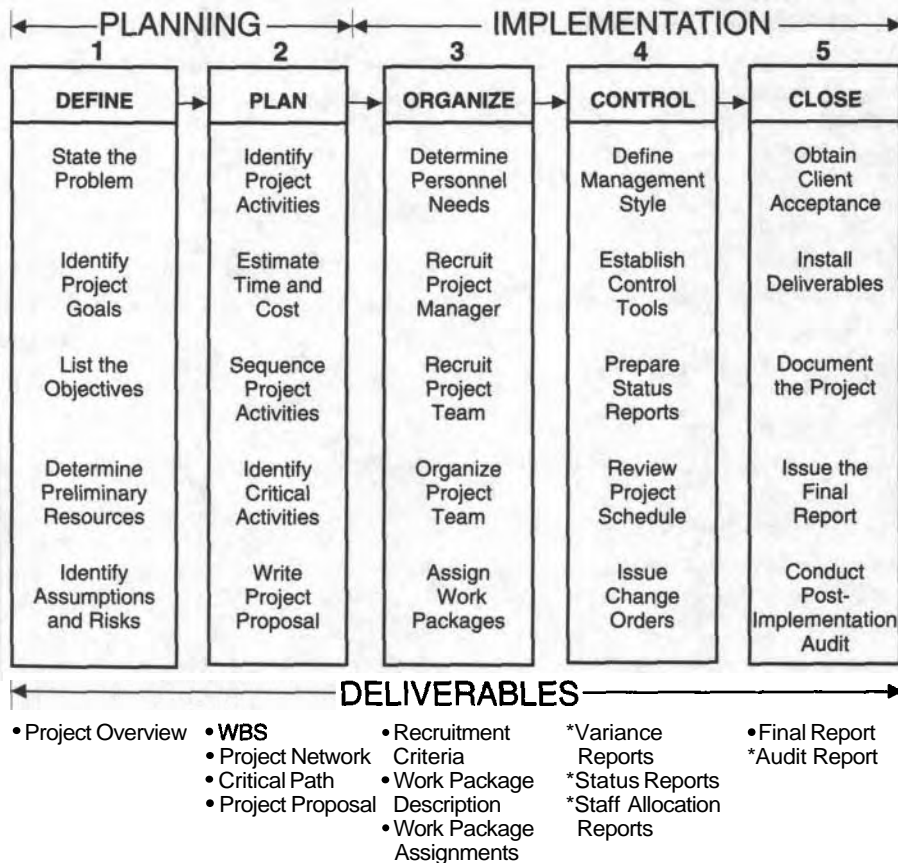 PLANNING
IMPLEMENTATION
1
2
3
4
5
DEFINE
PLAN
ORGANIZE
CONTROL
CLOSE
State the
Problem
Identify
Project
Goals
List the
Objectives
Determine
Preliminary
Resources
Identify
Assumptions
and Risks
Identify
Project
Activities
Estimate
Time and
Cost
Sequence
Project
Activities
Identify
Critical
Activities
Write
Project
Proposal
Determine
Personnel
Needs
Recruit
Project
Manager
Recruit
Project
Team
Organize
Project
Team
Assign
Work
Packages
Define
Management
Style
Establish
Control
Tools
Prepare
Status
Reports
Review
Project
Schedule
Issue
Change
Orders
Obtain
Client
Acceptance
Install
Deliverables
Document
the Project
Issue the
Final
Report
Conduct
Post-
Implementation
Audit
DELIVERABLES
• Project Overview
• WBS
• Project Network
• Critical Path
• Project Proposal
• Recruitment
Criteria
• Work Package
Description
• Work Package
Assignments
*Variance
Reports
*Status Reports
*Staff Allocation
Reports
• Final Report
*Audit Report